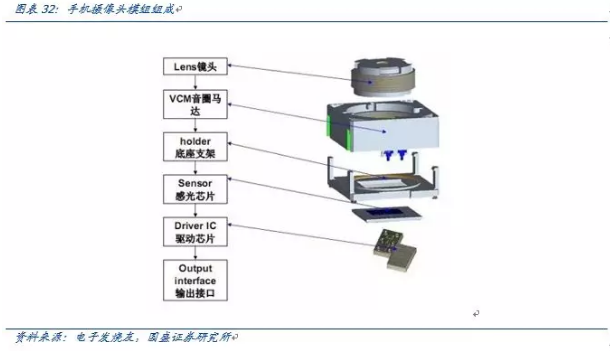 图表 32：手机摄像头模组组成
Lens镜头
VCM音圈马
达
holder
底座支架
Sensor
感光芯片
Driver IC
驱动芯片
Output
interface
输出接口
资料来源：电子发烧友，国盛证券研究所